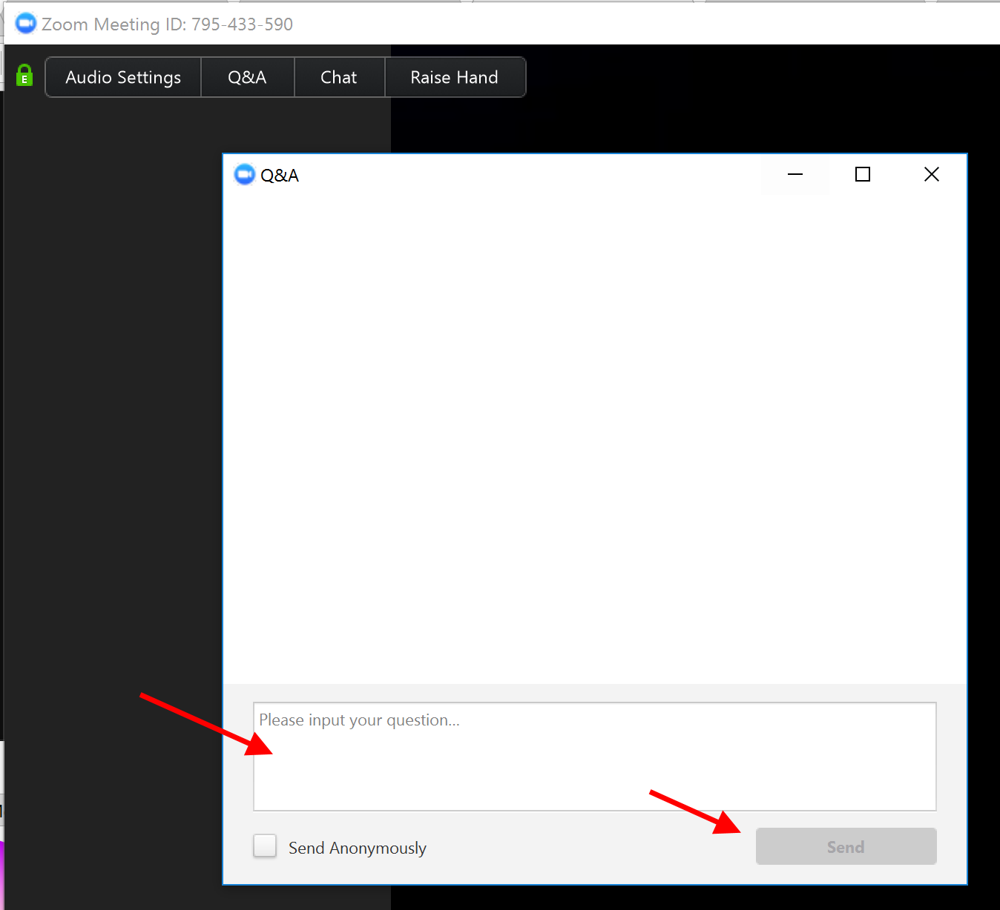 Zoom Meeting ID: 795-433-590
E
Audio Settings
Q&A
Chat
Raise Hand
Q&A
Please input your question...
Send Anonymously
Send